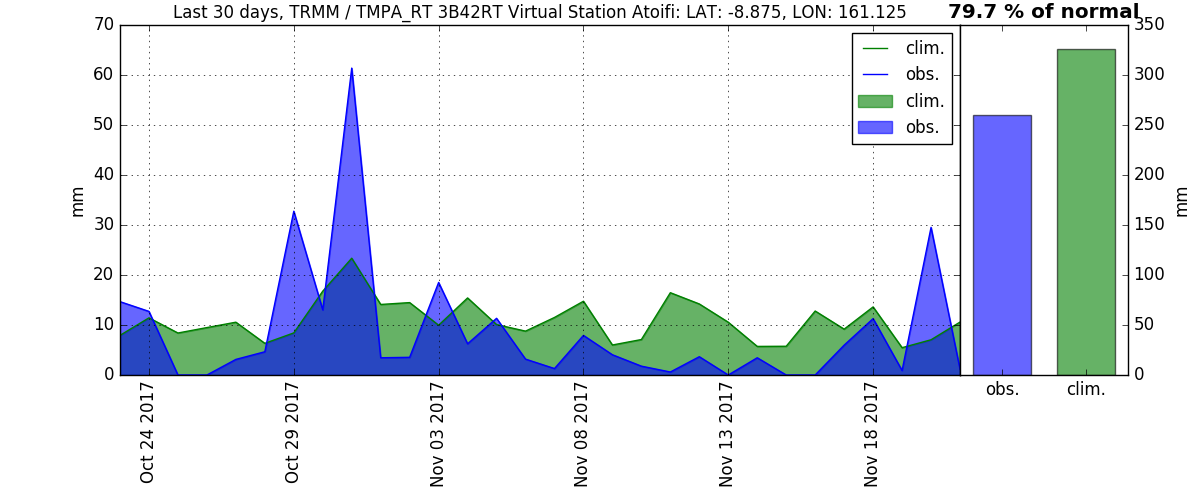 Last 30 days, TRMM / TMPA_RT 3B42RT Virtual Station Atoifi: LAT: -8.875, LON: 161.125
79.7 % of normal
70
60
50
40
30
20
10
0
mm
clim.
obs.
clim.
obs.
350
300
250
200
150
100
50
0
mm
Oct 24 2017
Oct 29 2017
Nov 03 2017
Nov 08 2017
Nov 13 2017
Nov 18 2017
obs.
clim.